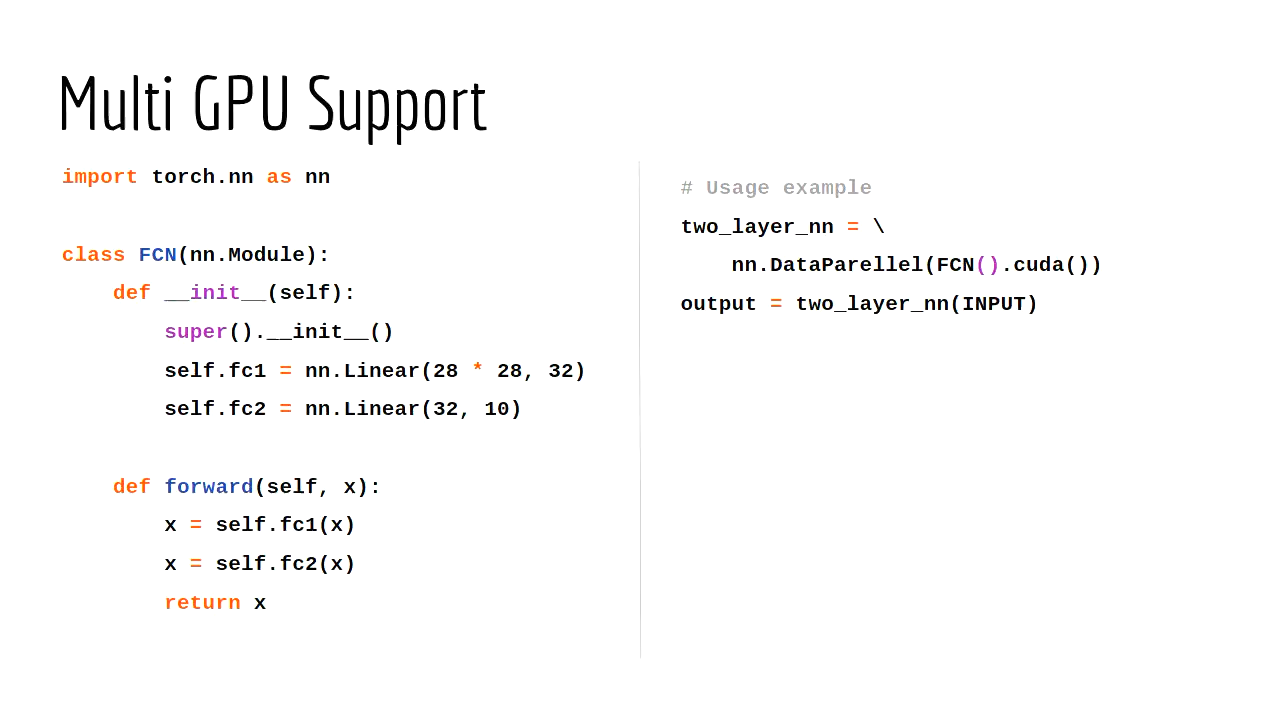 Multi GPU Support
import torch.nn as nn
class FCN(nn.Module):
    def __init__(self):
        super().__init__()
        self.fc1 = nn.Linear(28 * 28, 32)
        self.fc2 = nn.Linear(32, 10)
    def forward(self, x):
        x = self.fc1(x)
        x = self.fc2(x)
        return x
# Usage example
two_layer_nn = \
    nn.DataParellel(FCN().cuda())
output = two_layer_nn(INPUT)